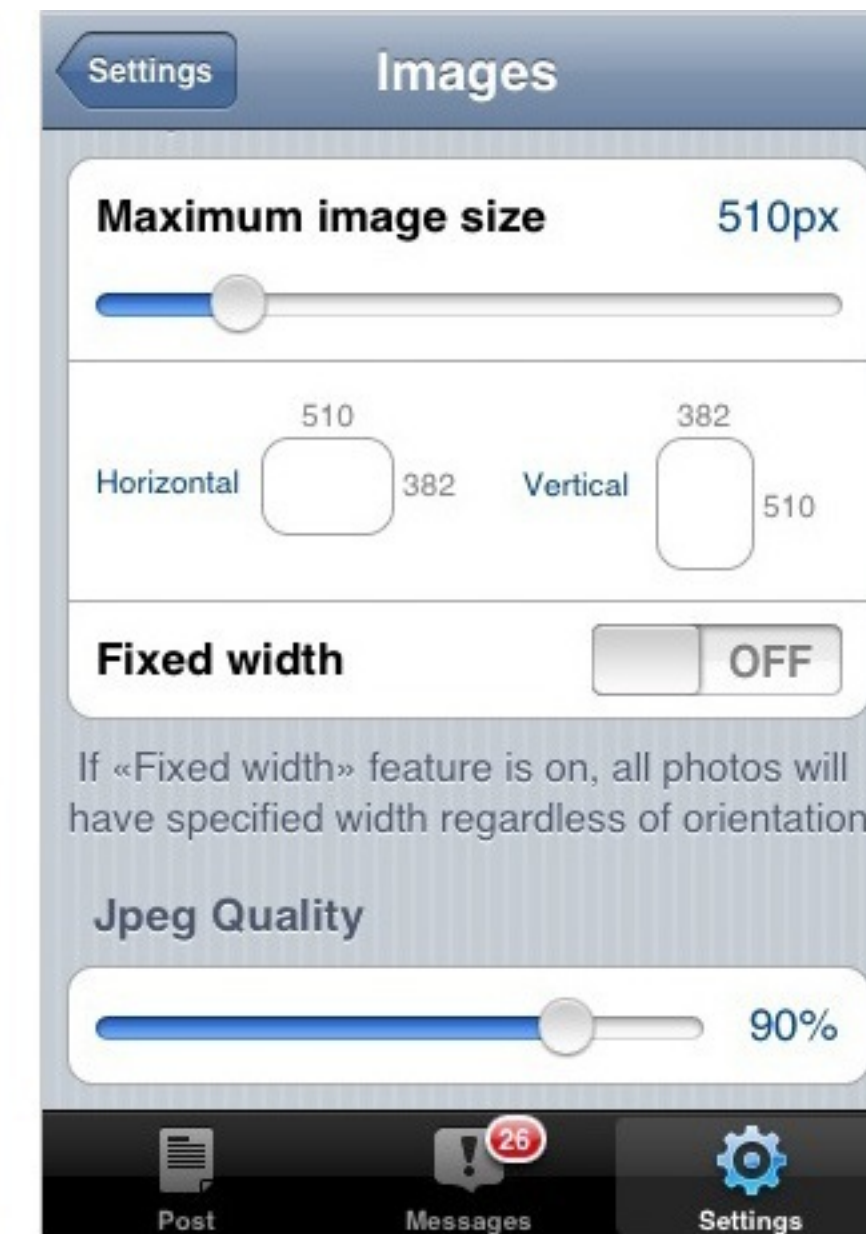 Settings
Images
Maximum image size 510px
510
382
Horizontal
382
Vertical
510
Fixed width
OFF
If «Fixed width» feature is on, all photos will
have specified width regardless of orientation
Jpeg Quality
90%
26
Post
Messages
Settings